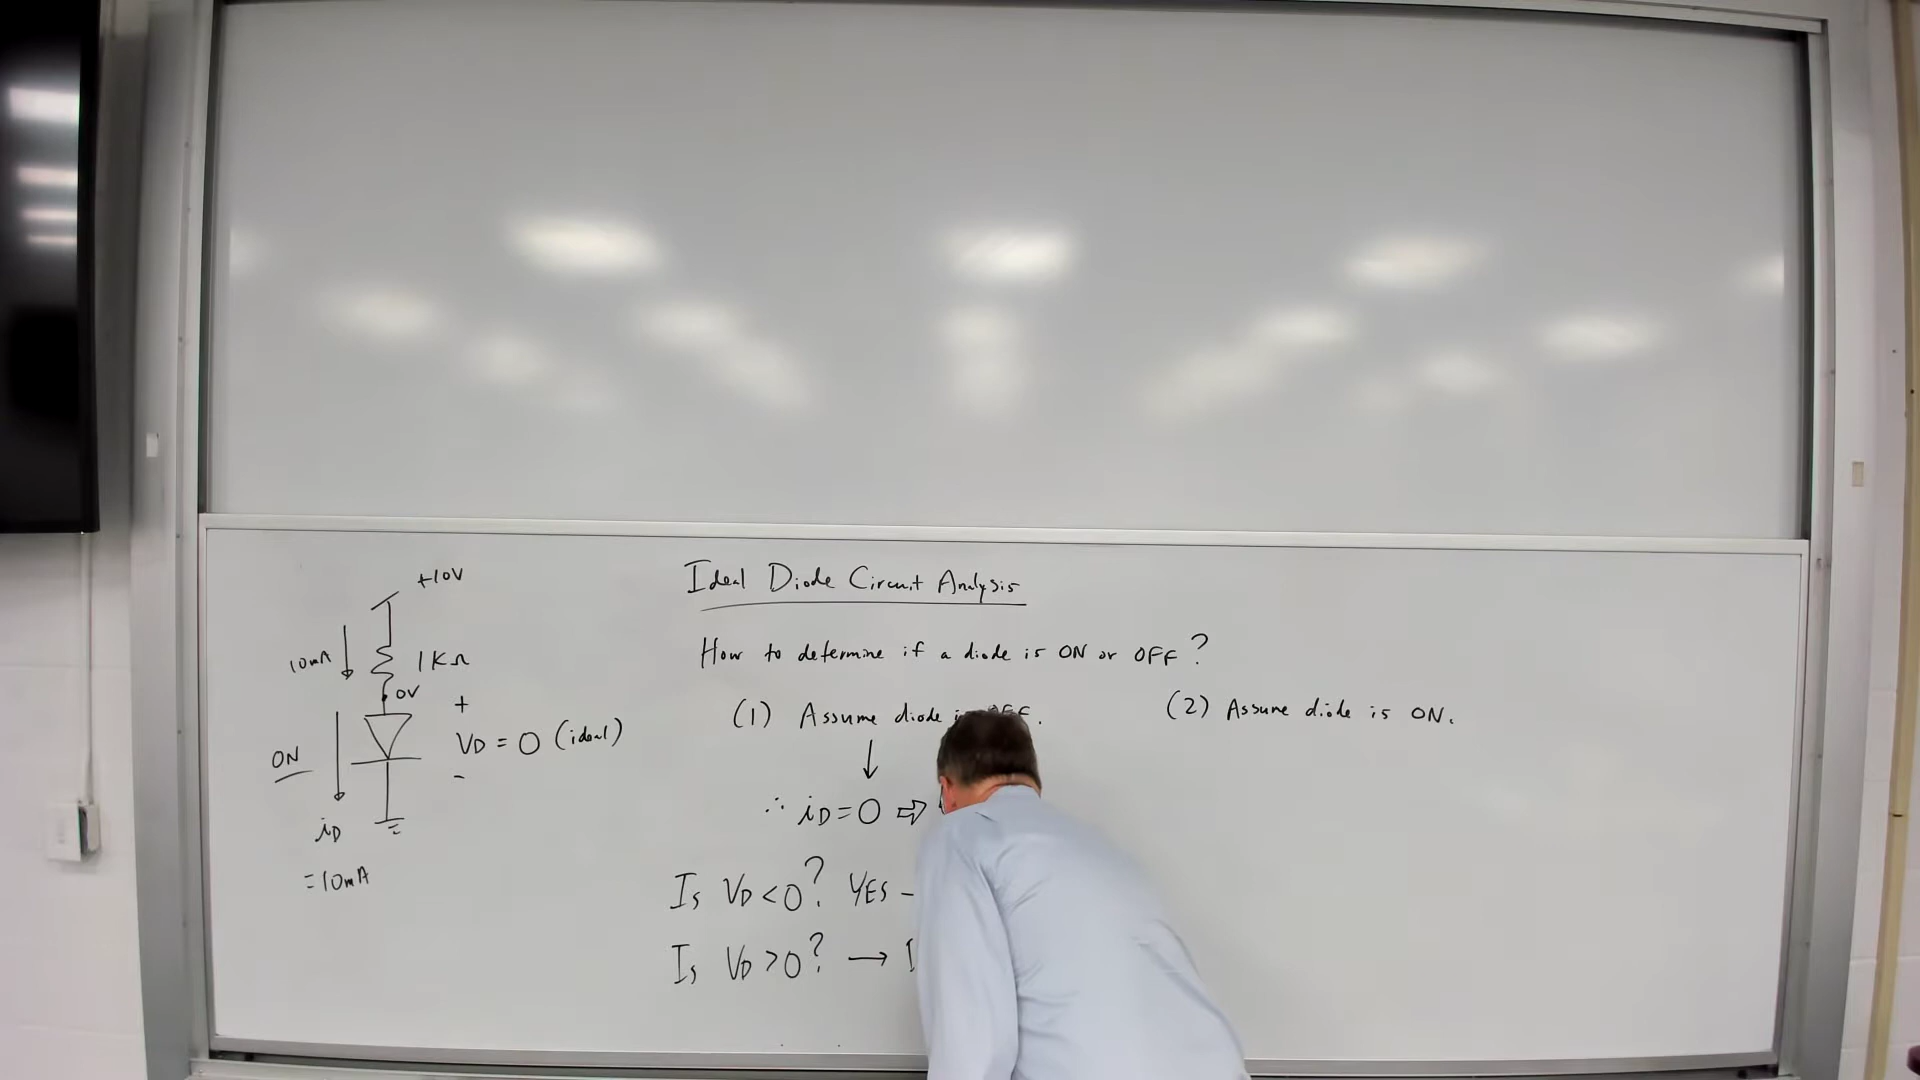 +10V
10mA
1KΩ
0V
+
VD = 0 (ideal)
-
ON
iD
=10mA
Ideal Diode Circuit Analysis
How to determine if a diode is ON or OFF?
(1) Assume diode OFF.
∴ iD=0 ⇒
Is VD<0? YES -
Is VD>0? →
(2) Assume diode is ON.